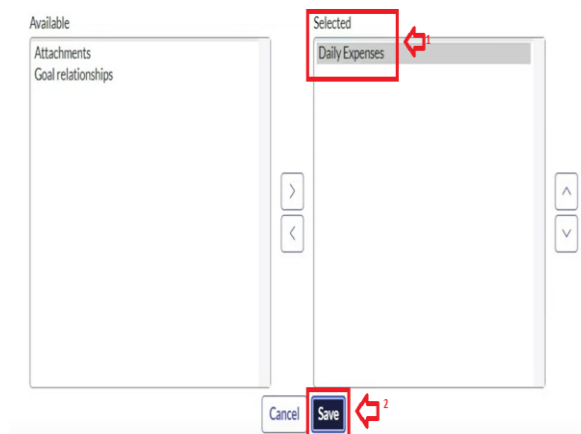 Available
Selected
Attachments
Goal relationships
Daily Expenses
1
Cancel
Save
2